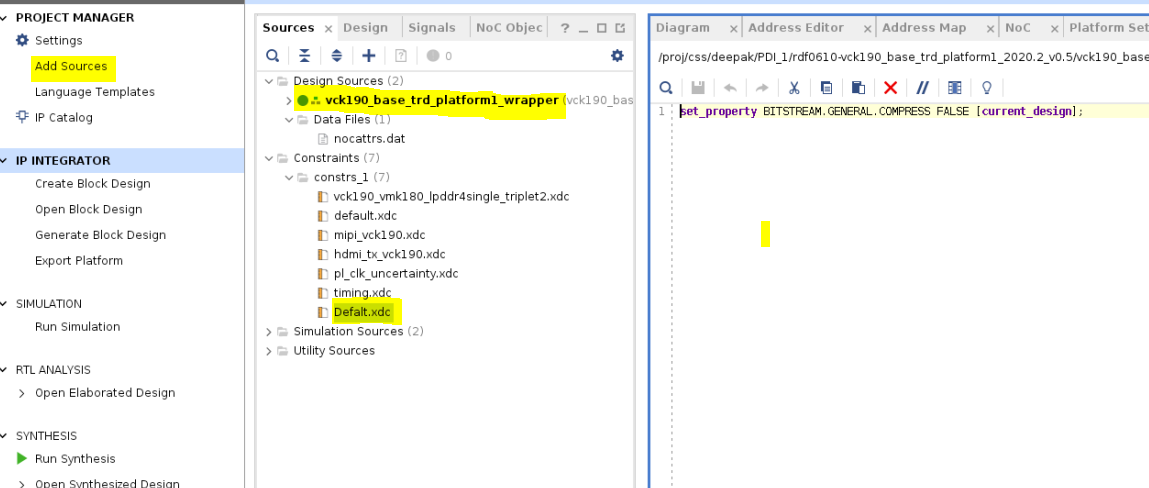 PROJECT MANAGER
Settings
Add Sources
Language Templates
IP Catalog
IP INTEGRATOR
Create Block Design
Open Block Design
Generate Block Design
Export Platform
SIMULATION
Run Simulation
RTL ANALYSIS
Open Elaborated Design
SYNTHESIS
Run Synthesis
Open Synthesized Design
Sources × Design Signals NoC Objec ?
0
Design Sources (2)
vck190_base_trd_platform1_wrapper (vck190_bas
Data Files (1)
nocattrs.dat
Constraints (7)
constrs_1 (7)
vck190_vmk180_lpddr4single_triplet2.xdc
default.xdc
mipi_vck190.xdc
hdmi_tx_vck190.xdc
pl_clk_uncertainty.xdc
timing.xdc
Defalt.xdc
Simulation Sources (2)
Utility Sources
Diagram × Address Editor × Address Map × NoC × Platform Set
/proj/css/deepak/PDI_1/rdf0610-vck190_base_trd_platform1_2020.2_v0.5/vck190_base
1 set_property BITSTREAM.GENERAL.COMPRESS FALSE [current_design];